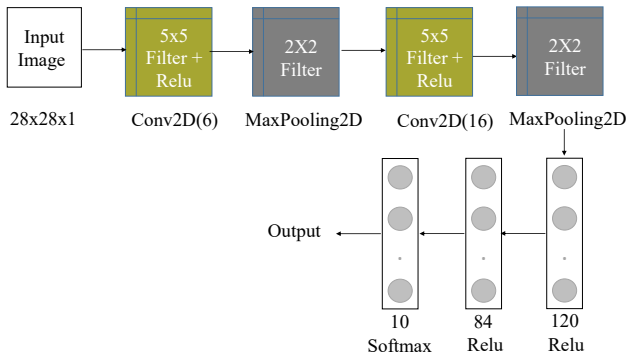 Input
Image
5x5
Filter +
Relu
2X2
Filter
5x5
Filter +
Relu
2X2
Filter
28x28x1
Conv2D(6)
MaxPooling2D
Conv2D(16)
MaxPooling2D
Output
10
Softmax
84
Relu
120
Relu